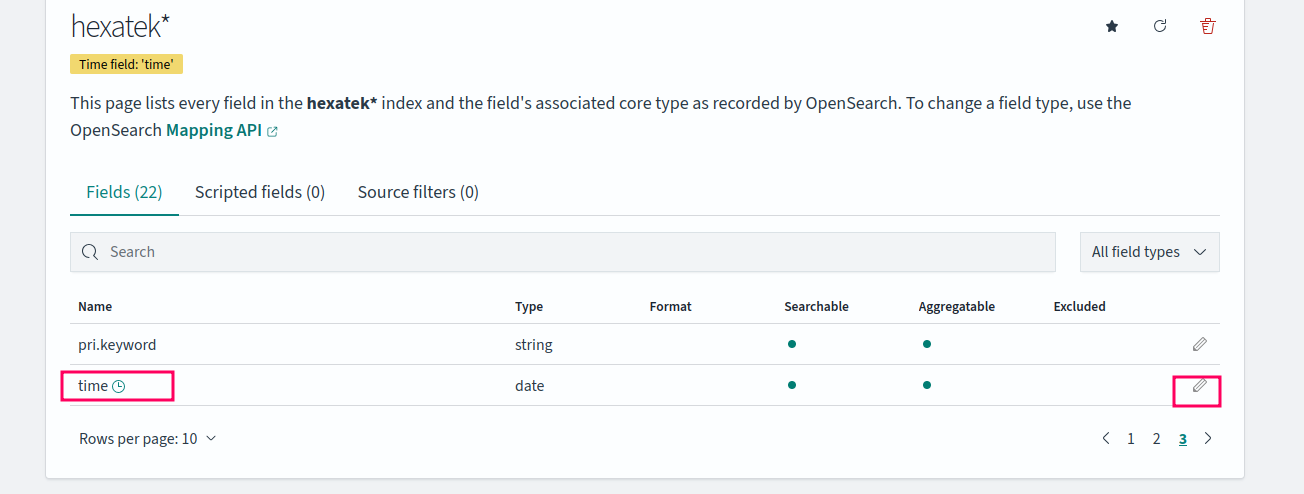 hexatek*
Time field: 'time'
This page lists every field in the hexatek* index and the field's associated core type as recorded by OpenSearch. To change a field type, use the
OpenSearch Mapping API
Fields (22) Scripted fields (0) Source filters (0)
Search All field types
Name Type Format Searchable Aggregatable Excluded
pri.keyword string
time date
Rows per page: 10 1 2 3